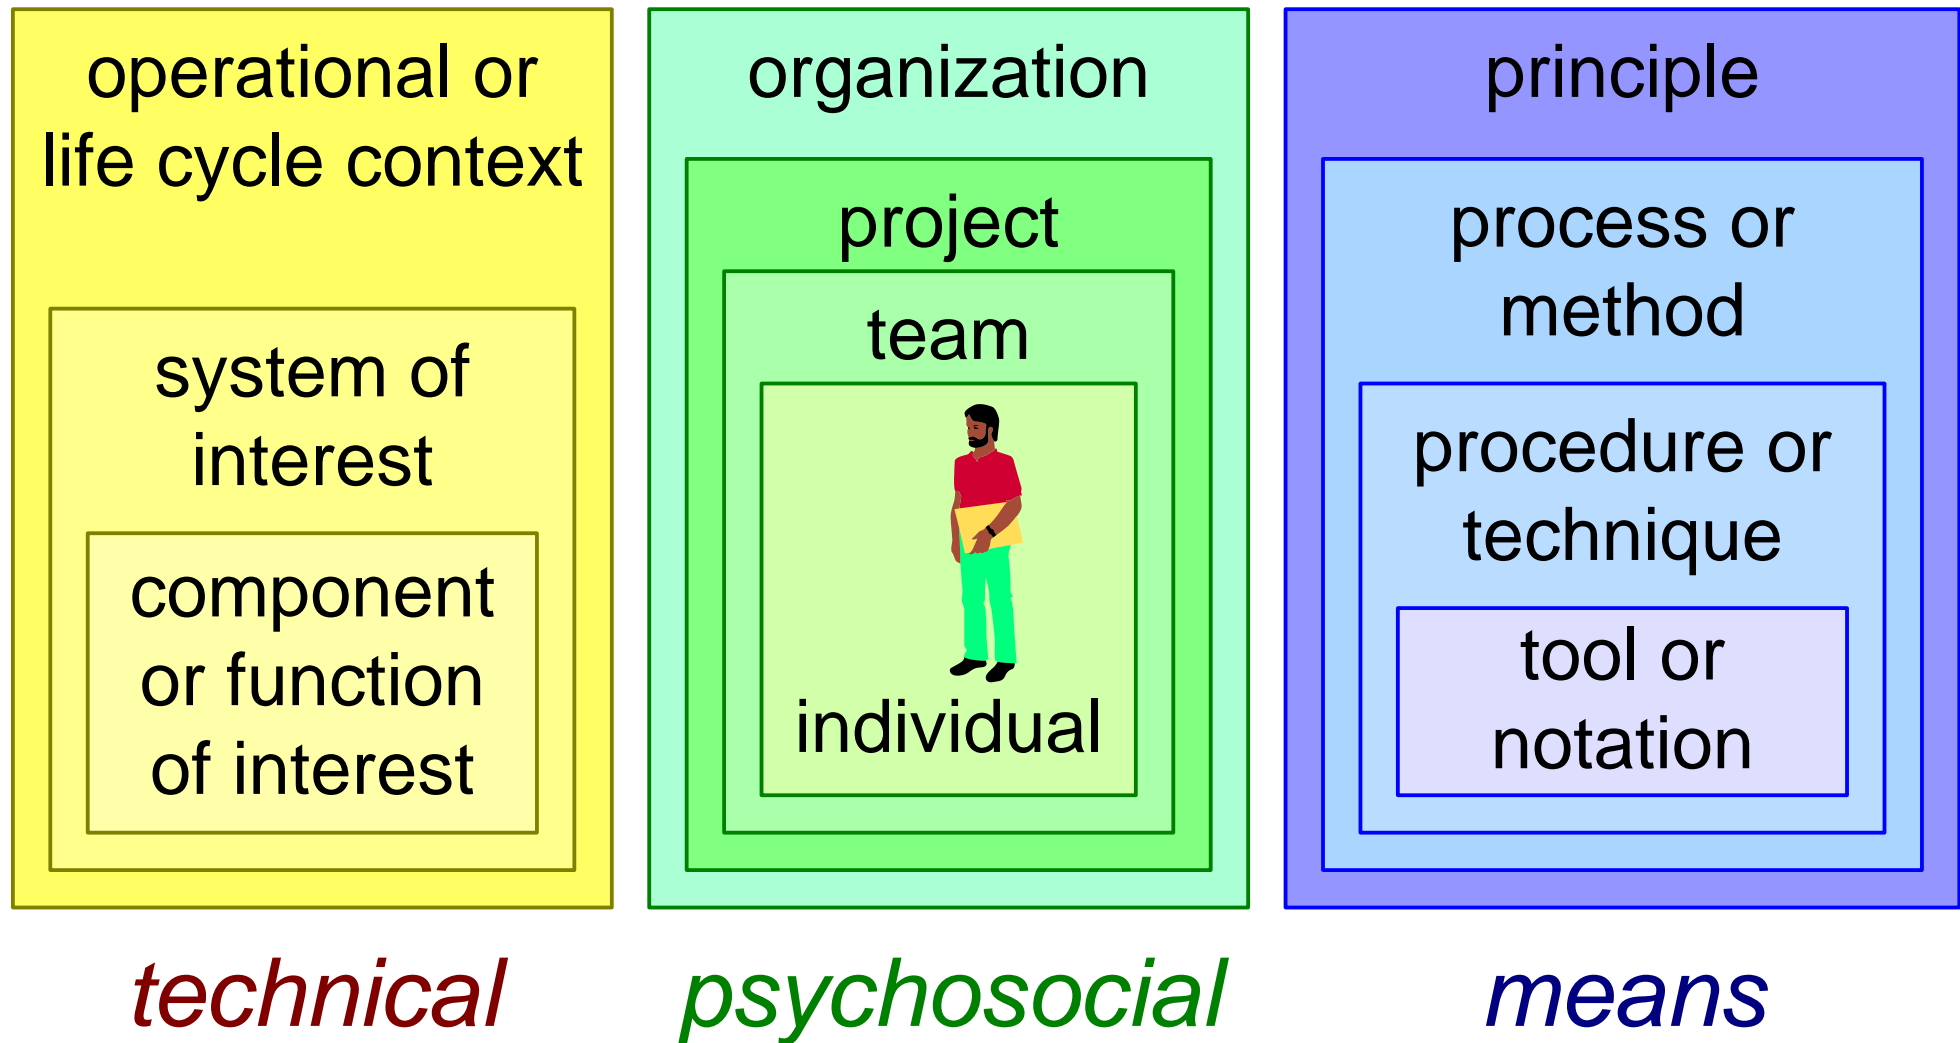 operational or
life cycle context
system of
interest
component
or function
of interest
technical
organization
project
team
individual
psychosocial
principle
process or
method
procedure or
technique
tool or
notation
means